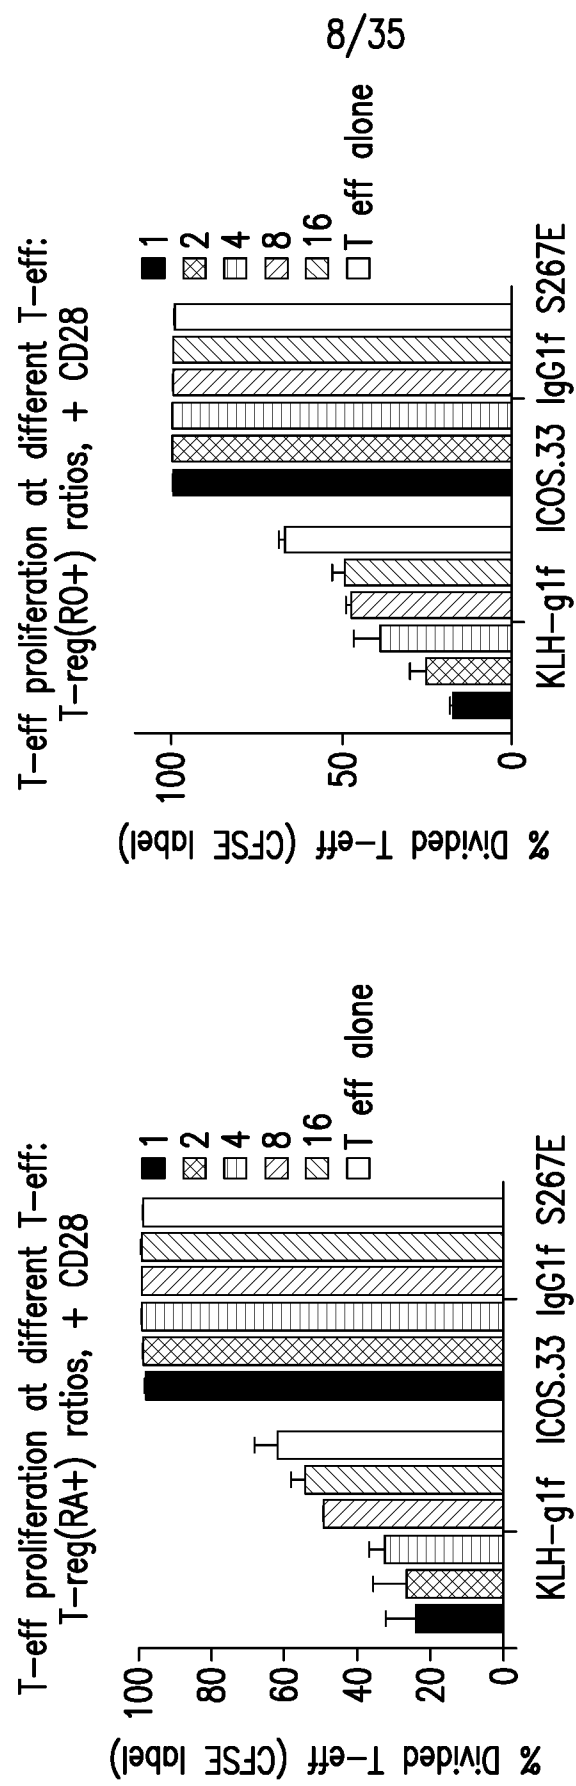 8/35
T-eff proliferation at different T-eff:
T-reg(RA+) ratios, + CD28
% Divided T-eff (CFSE label)
100
80
60
40
20
0
KLH-g1f
ICOS.33 IgG1f S267E
1
2
4
8
16
T eff alone
T-eff proliferation at different T-eff:
T-reg(RO+) ratios, + CD28
% Divided T-eff (CFSE label)
100
50
0
KLH-g1f
ICOS.33 IgG1f S267E
1
2
4
8
16
T eff alone